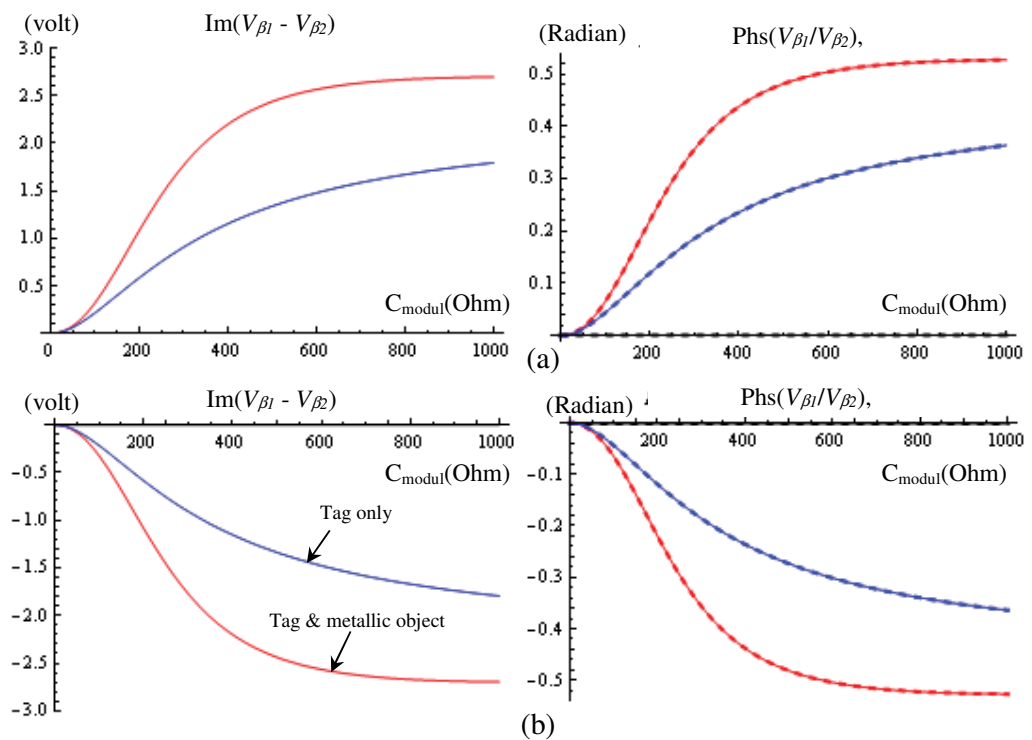 (volt) Im(Vβ1 - Vβ2)
3.0
2.5
2.0
1.5
1.0
0.5
Cmodul(Ohm)
0 200 400 600 800 1000
(Radian) Phs(Vβ1/Vβ2),
0.5
0.4
0.3
0.2
0.1
Cmodul(Ohm)
200 400 600 800 1000
(a)
(volt) Im(Vβ1 - Vβ2)
200 400 600 800 1000
Cmodul(Ohm)
-0.5
-1.0
-1.5
-2.0
-2.5
-3.0
Tag only
Tag & metallic object
(Radian) Phs(Vβ1/Vβ2),
200 400 600 800 1000
Cmodul(Ohm)
-0.1
-0.2
-0.3
-0.4
-0.5
(b)